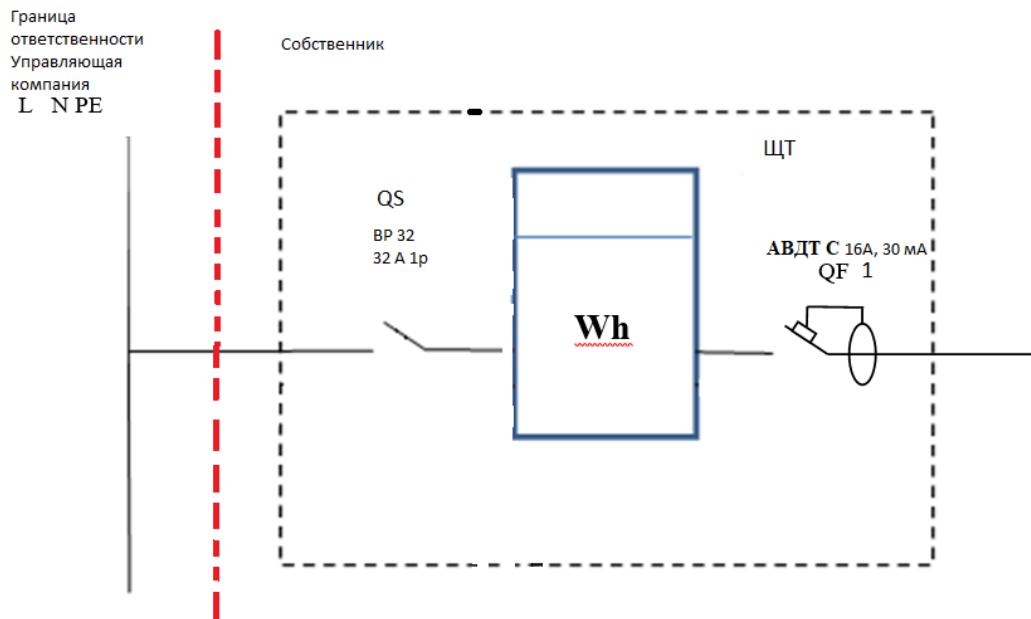 Граница
ответственности
Управляющая
компания
L N PE
Собственник
ЩТ
QS
ВР 32
32 А 1р
Wh
АВДТ С 16А, 30 мА
QF 1